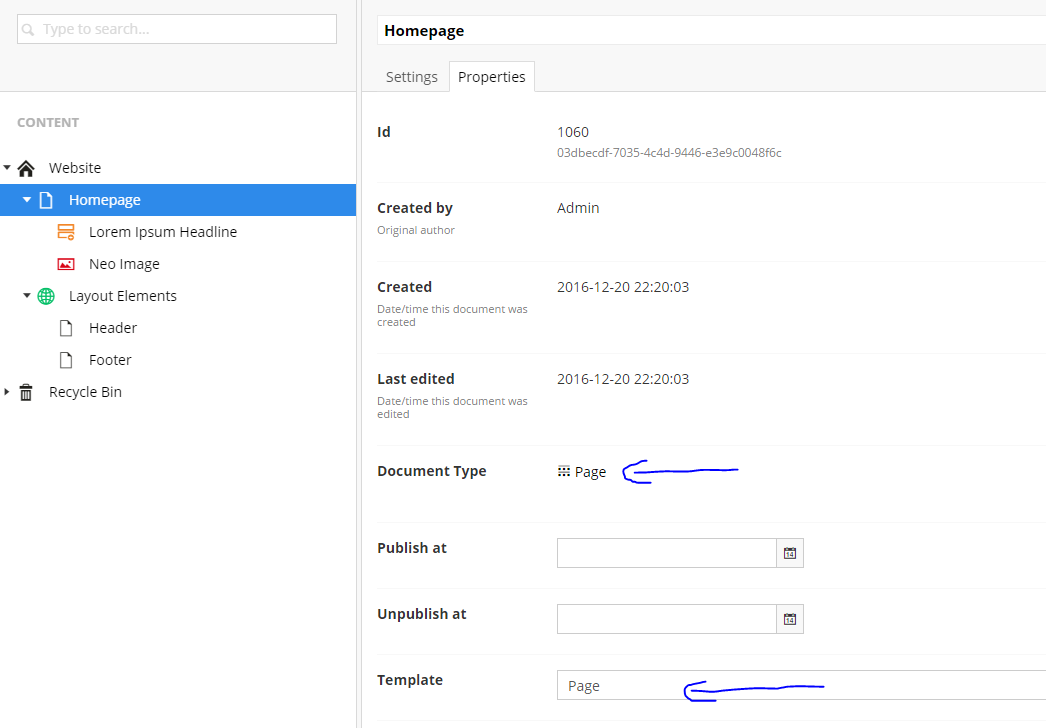 Type to search...
CONTENT
Website
Homepage
Lorem Ipsum Headline
Neo Image
Layout Elements
Header
Footer
Recycle Bin
Homepage
Settings Properties
Id 1060
03dbecdf-7035-4c4d-9446-e3e9c0048f6c
Created by Admin
Original author
Created 2016-12-20 22:20:03
Date/time this document was
created
Last edited 2016-12-20 22:20:03
Date/time this document was
edited
Document Type Page
Publish at
14
Unpublish at
14
Template Page